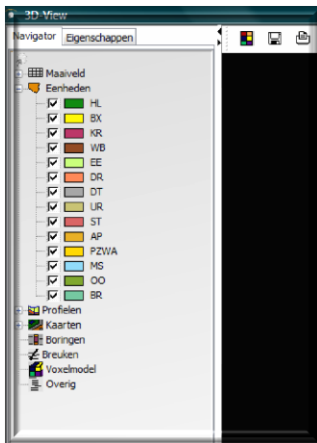 3D-View
Navigator Eigenschappen
Maaiveld
Eenheden
HL
BX
KR
WB
EE
DR
DT
UR
ST
AP
PZWA
MS
OO
BR
Profielen
Kaarten
Boringen
Breuken
Voxelmodel
Overig